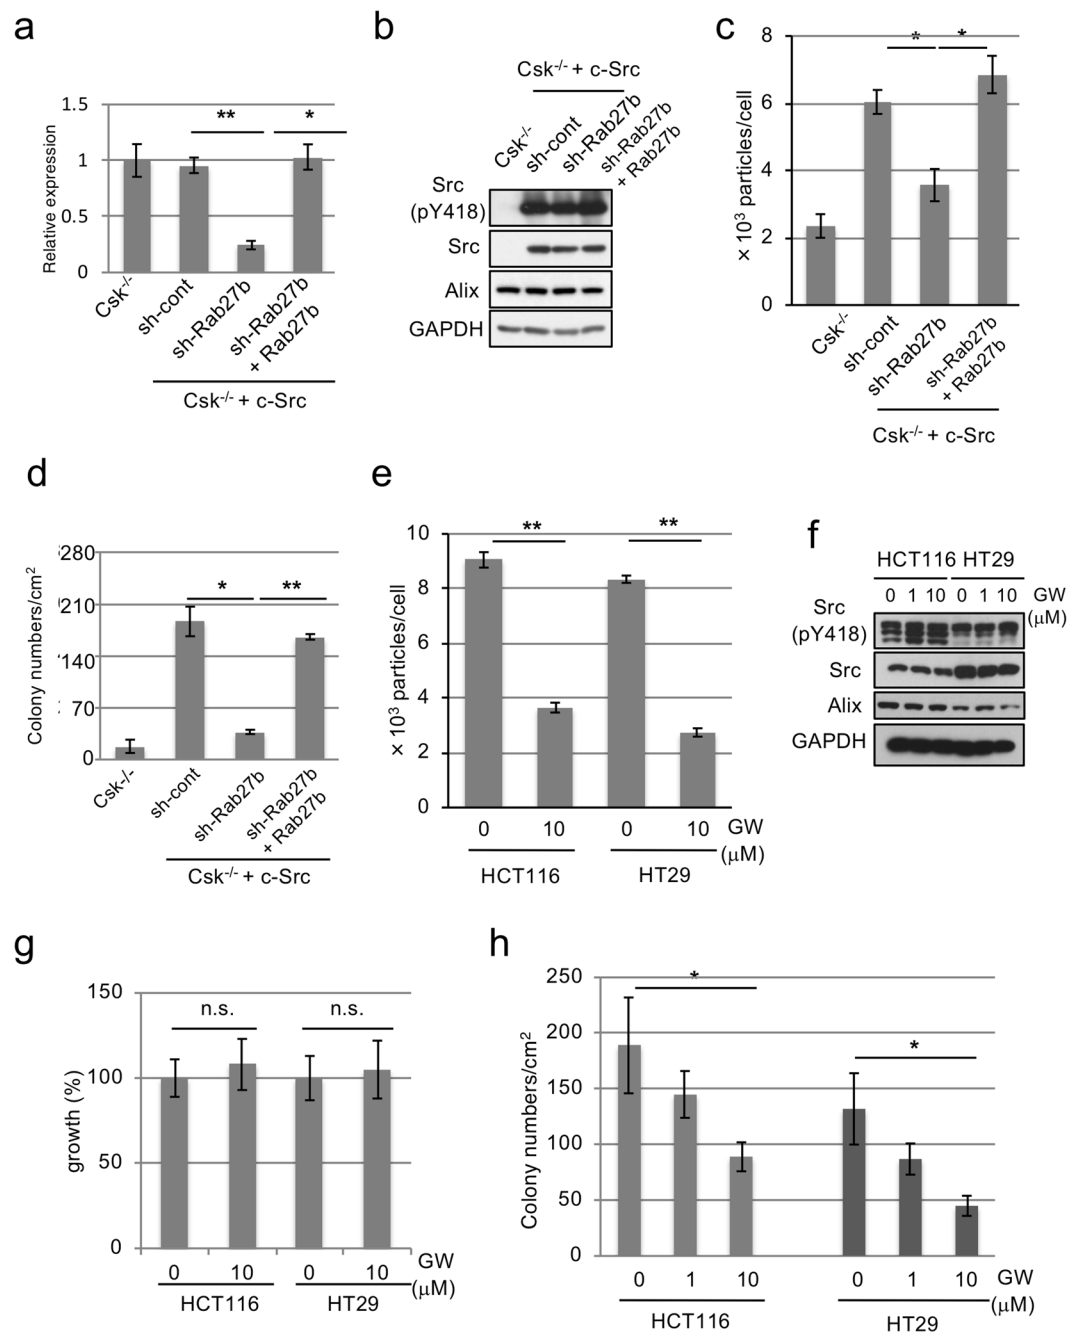 a
Relative expression
1.5
1
0.5
0
**
*
Csk-/-
sh-cont
sh-Rab27b
sh-Rab27b
+ Rab27b
Csk-/- + c-Src
b
Csk-/- + c-Src
Csk-/-
sh-cont
sh-Rab27b
sh-Rab27b
+ Rab27b
Src
(pY418)
Src
Alix
GAPDH
c
× 10³ particles/cell
8
6
4
2
0
*
*
Csk-/-
sh-cont
sh-Rab27b
sh-Rab27b
+ Rab27b
Csk-/- + c-Src
d
Colony numbers/cm²
280
210
140
70
0
*
**
Csk-/-
sh-cont
sh-Rab27b
sh-Rab27b
+ Rab27b
Csk-/- + c-Src
e
× 10³ particles/cell
10
8
6
4
2
0
**
**
0 10 0 10 GW
(μM)
HCT116 HT29
f
HCT116 HT29
0 1 10 0 1 10 GW
(μM)
Src
(pY418)
Src
Alix
GAPDH
g
growth (%)
150
100
50
0
n.s.
n.s.
0 10 0 10 GW
(μM)
HCT116 HT29
h
Colony numbers/cm²
250
200
150
100
50
0
*
*
0 1 10 0 1 10 GW
(μM)
HCT116 HT29